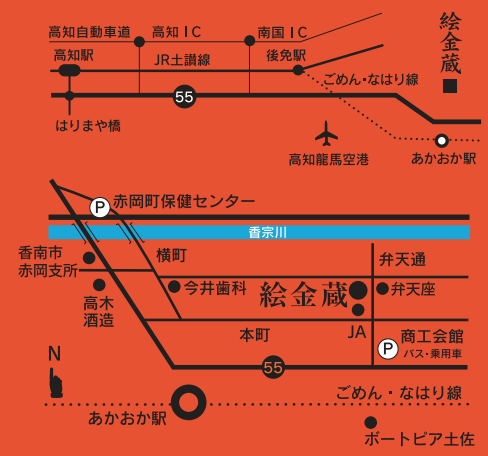 高知自動車道
高知IC
南国IC
絵金蔵
高知駅
JR土讃線
後免駅
ごめん・なはり線
55
はりまや橋
高知龍馬空港
あかおか駅
P
赤岡町保健センター
香宗川
香南市
赤岡支所
横町
弁天通
高木
酒造
今井歯科
絵金蔵
弁天座
本町
JA
商工会館
P
バス・乗用車
N
55
ごめん・なはり線
あかおか駅
ボートピア土佐